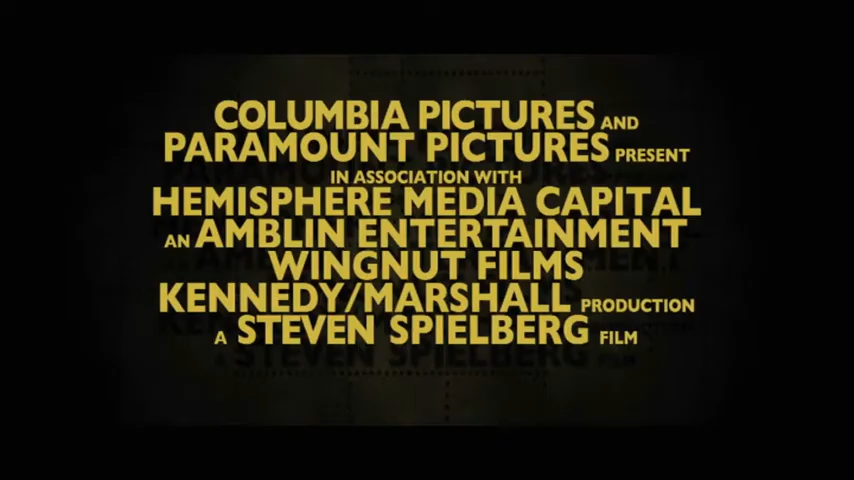 COLUMBIA PICTURES AND
PARAMOUNT PICTURES PRESENT
IN ASSOCIATION WITH
HEMISPHERE MEDIA CAPITAL
AN AMBLIN ENTERTAINMENT
WINGNUT FILMS
KENNEDY/MARSHALL PRODUCTION
A STEVEN SPIELBERG FILM